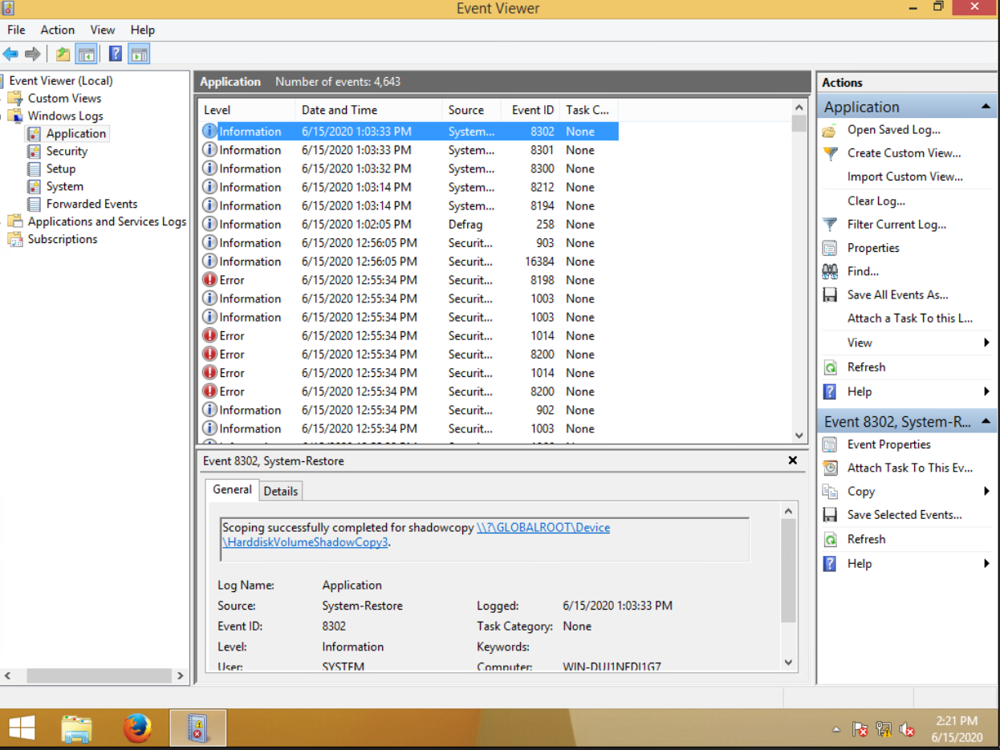 Event Viewer
File Action View Help
Event Viewer (Local)
Custom Views
Windows Logs
Application
Security
Setup
System
Forwarded Events
Applications and Services Logs
Subscriptions
Application Number of events: 4,643
Level Date and Time Source Event ID Task C...
Information 6/15/2020 1:03:33 PM System... 8302 None
Information 6/15/2020 1:03:33 PM System... 8301 None
Information 6/15/2020 1:03:32 PM System... 8300 None
Information 6/15/2020 1:03:14 PM System... 8212 None
Information 6/15/2020 1:03:14 PM System... 8194 None
Information 6/15/2020 1:02:05 PM Defrag 258 None
Information 6/15/2020 12:56:05 PM Securit... 903 None
Information 6/15/2020 12:56:05 PM Securit... 16384 None
Error 6/15/2020 12:55:34 PM Securit... 8198 None
Information 6/15/2020 12:55:34 PM Securit... 1003 None
Information 6/15/2020 12:55:34 PM Securit... 1003 None
Error 6/15/2020 12:55:34 PM Securit... 1014 None
Error 6/15/2020 12:55:34 PM Securit... 8200 None
Error 6/15/2020 12:55:34 PM Securit... 1014 None
Error 6/15/2020 12:55:34 PM Securit... 8200 None
Information 6/15/2020 12:55:34 PM Securit... 902 None
Information 6/15/2020 12:55:34 PM Securit... 1003 None
Event 8302, System-Restore
General Details
Scoping successfully completed for shadowcopy \\?\GLOBALROOT\Device
\HarddiskVolumeShadowCopy3.
Log Name: Application
Source: System-Restore Logged: 6/15/2020 1:03:33 PM
Event ID: 8302 Task Category: None
Level: Information Keywords:
User: SYSTEM Computer: WIN-DUJ1NFDI1G7
Actions
Application
Open Saved Log...
Create Custom View...
Import Custom View...
Clear Log...
Filter Current Log...
Properties
Find...
Save All Events As...
Attach a Task To this L...
View
Refresh
Help
Event 8302, System-R...
Event Properties
Attach Task To This Ev...
Copy
Save Selected Events...
Refresh
Help
2:21 PM
6/15/2020